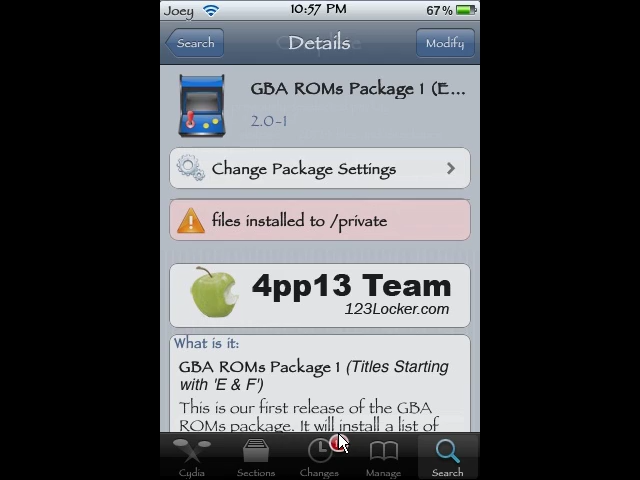 Joey 10:57 PM 67%
Search Details Modify
GBA ROMs Package 1 (E...
2.0-1
Change Package Settings
files installed to /private
4pp13 Team
123Locker.com
What is it:
GBA ROMs Package 1 (Titles Starting
with 'E & F')
This is our first release of the GBA
ROMs package. It will install a list of
Cydia Sections Changes Manage Search